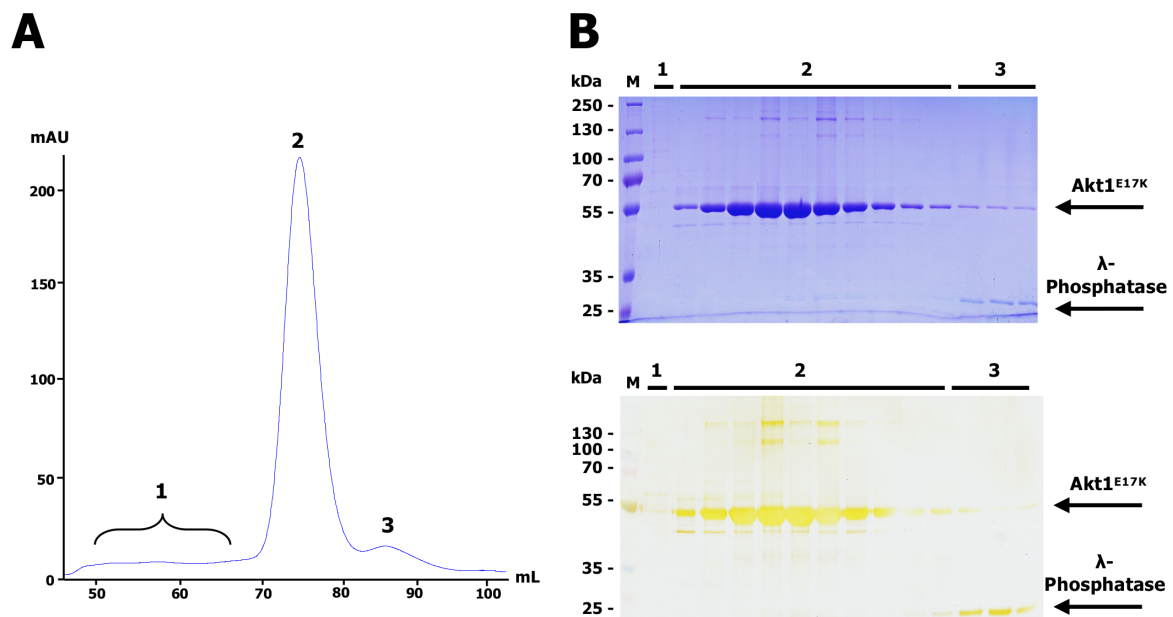 A
mAU
200
150
100
50
0
50
60
70
80
90
100
mL
1
2
3
B
kDa
M
1
2
3
250 -
130 -
100 -
70 -
55 -
35 -
25 -
Akt1E17K
λ-
Phosphatase
kDa
M
1
2
3
130 -
100 -
70 -
55 -
35 -
25 -
Akt1E17K
λ-
Phosphatase